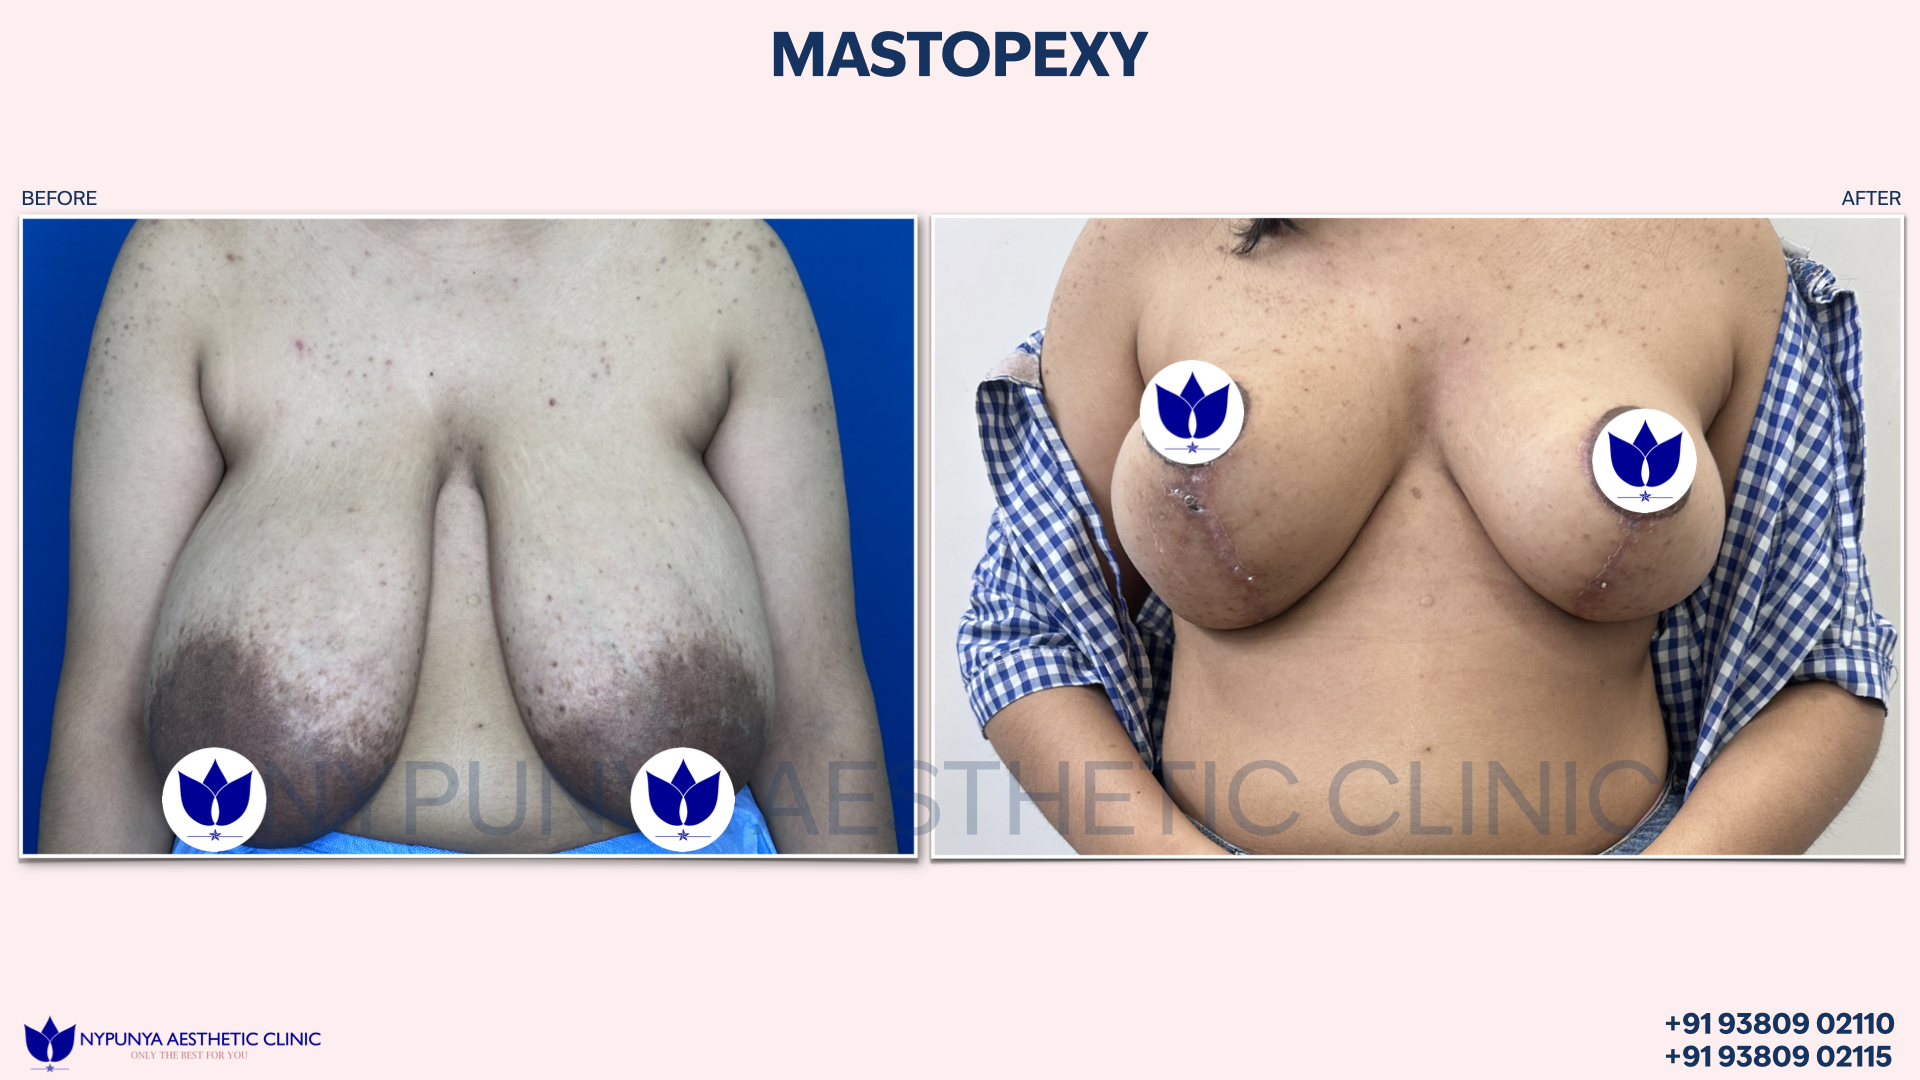 MASTOPEXY
BEFORE
AFTER
NYPUNYA AESTHETIC CLINIC
NYPUNYA AESTHETIC CLINIC
ONLY THE BEST FOR YOU
+91 93809 02110
+91 93809 02115